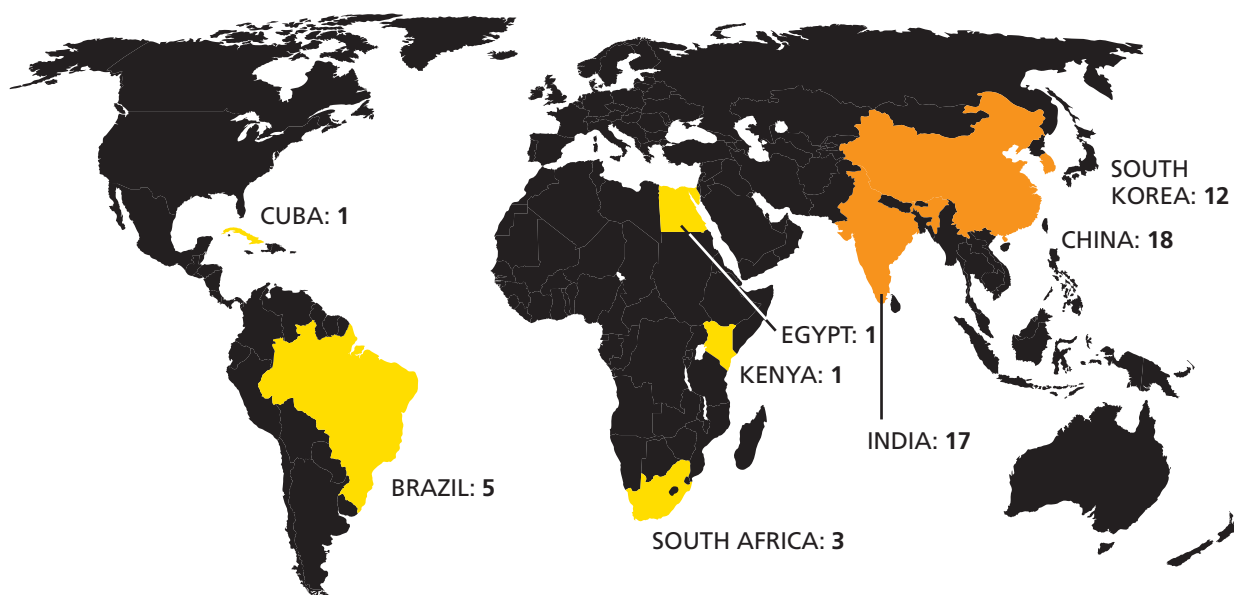 SOUTH
KOREA: 12
CUBA: 1
CHINA: 18
EGYPT: 1
KENYA: 1
INDIA: 17
BRAZIL: 5
SOUTH AFRICA: 3